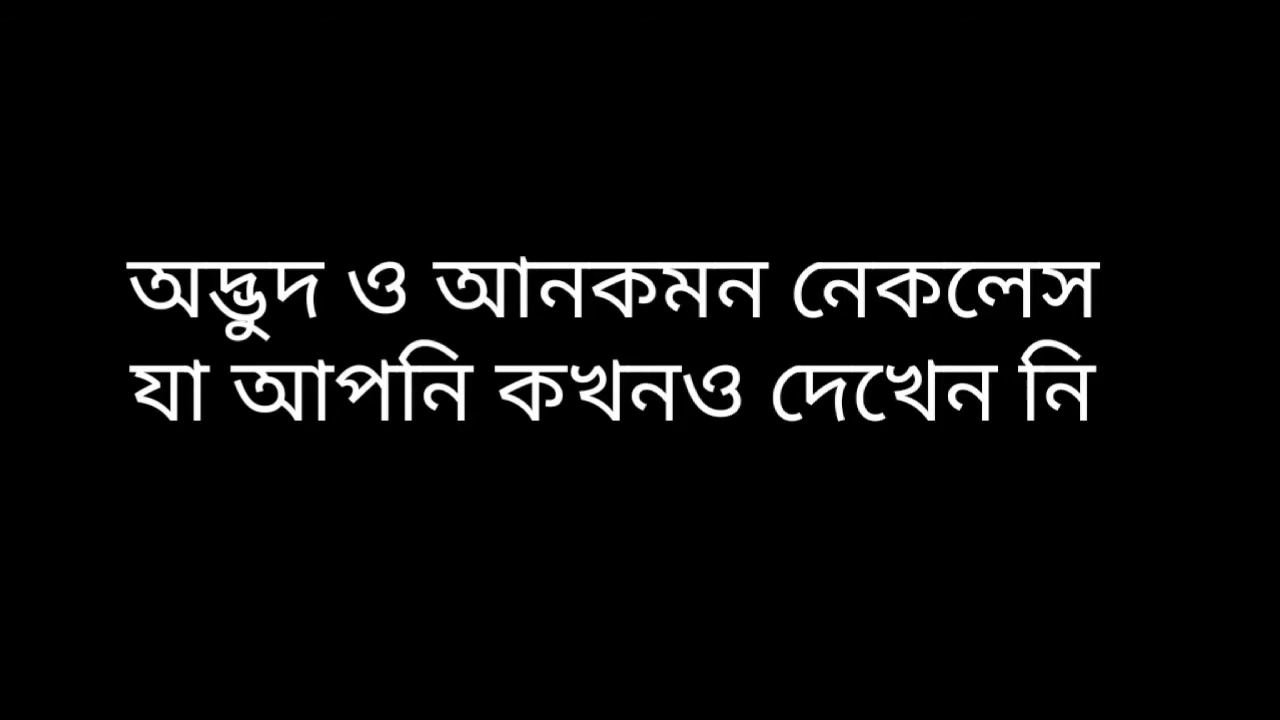 অদ্ভুদ ও আনকমন নেকলেস
যা আপনি কখনও দেখেন নি